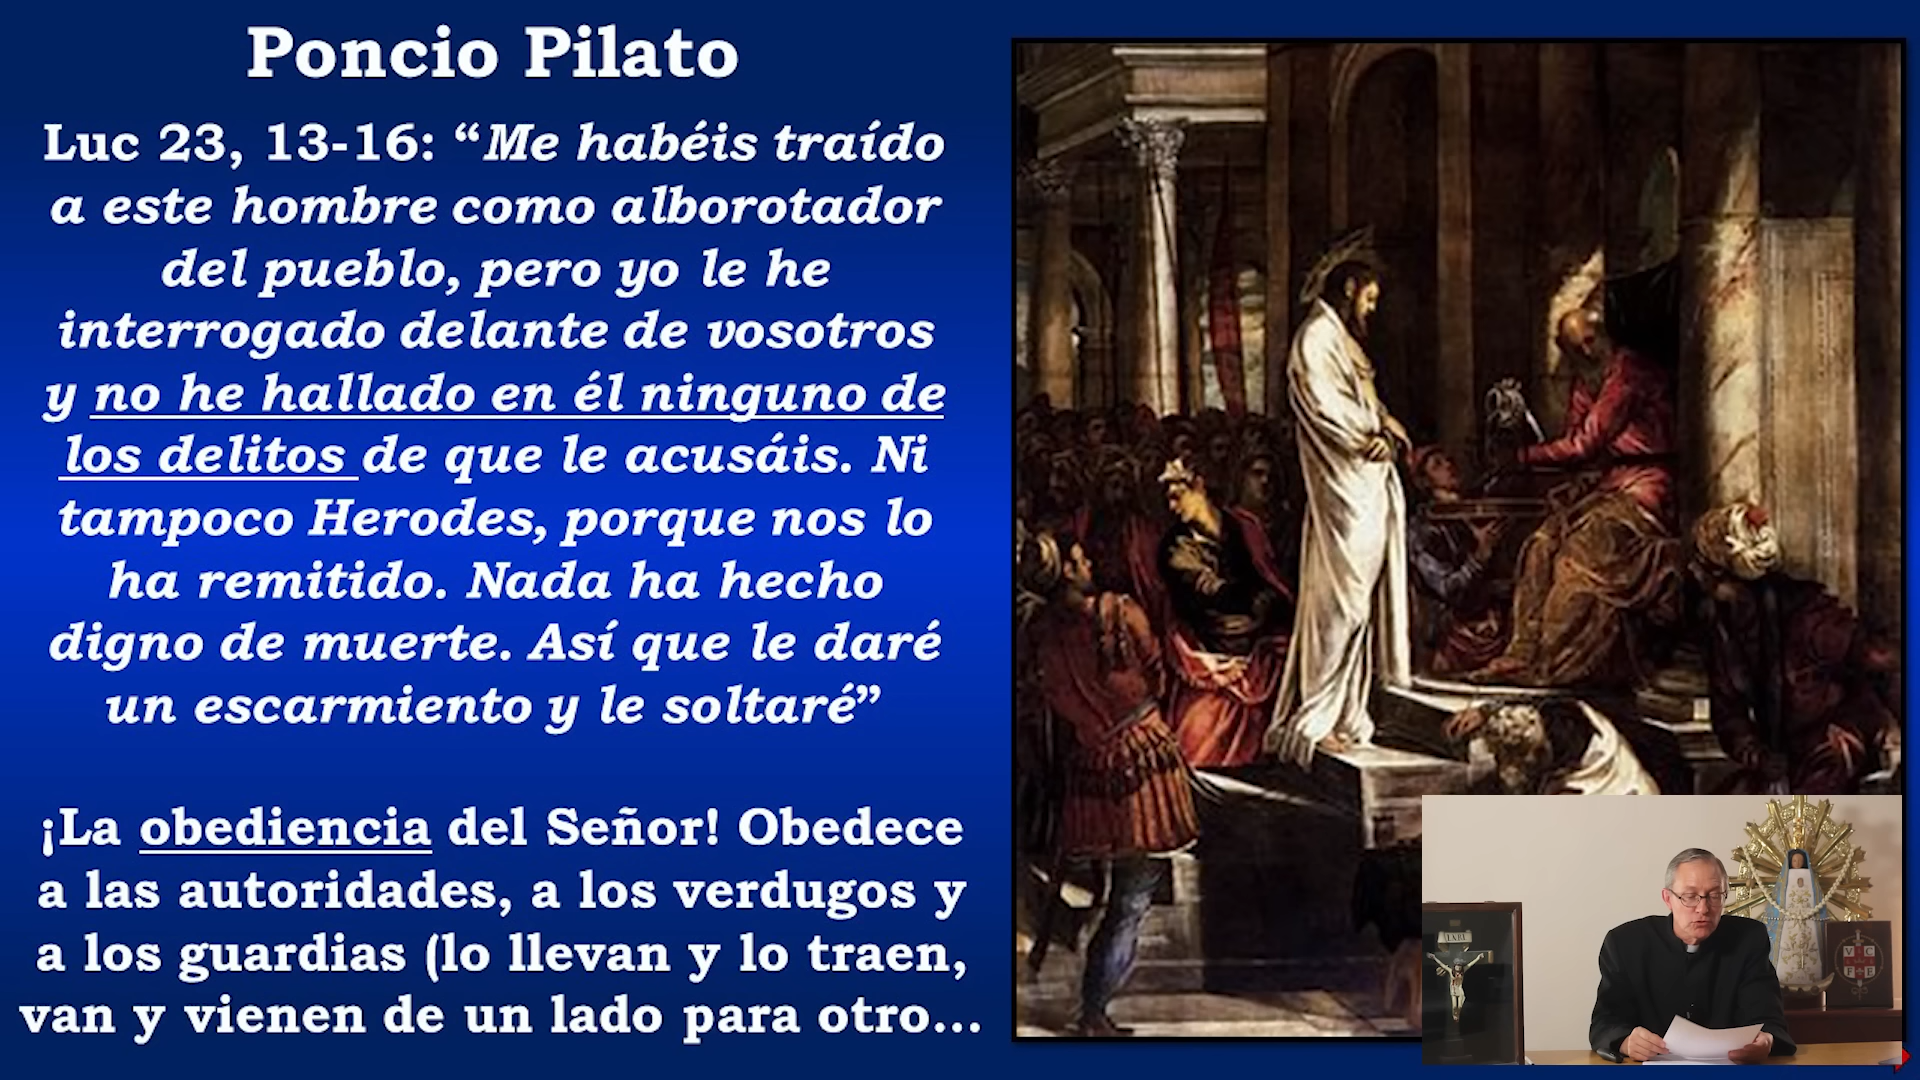 Poncio Pilato
Luc 23, 13-16: “Me habéis traído
a este hombre como alborotador
del pueblo, pero yo le he
interrogado delante de vosotros
y no he hallado en él ninguno de
los delitos de que le acusáis. Ni
tampoco Herodes, porque nos lo
ha remitido. Nada ha hecho
digno de muerte. Así que le daré
un escarmiento y le soltaré”
¡La obediencia del Señor! Obedece
a las autoridades, a los verdugos y
a los guardias (lo llevan y lo traen,
van y vienen de un lado para otro...